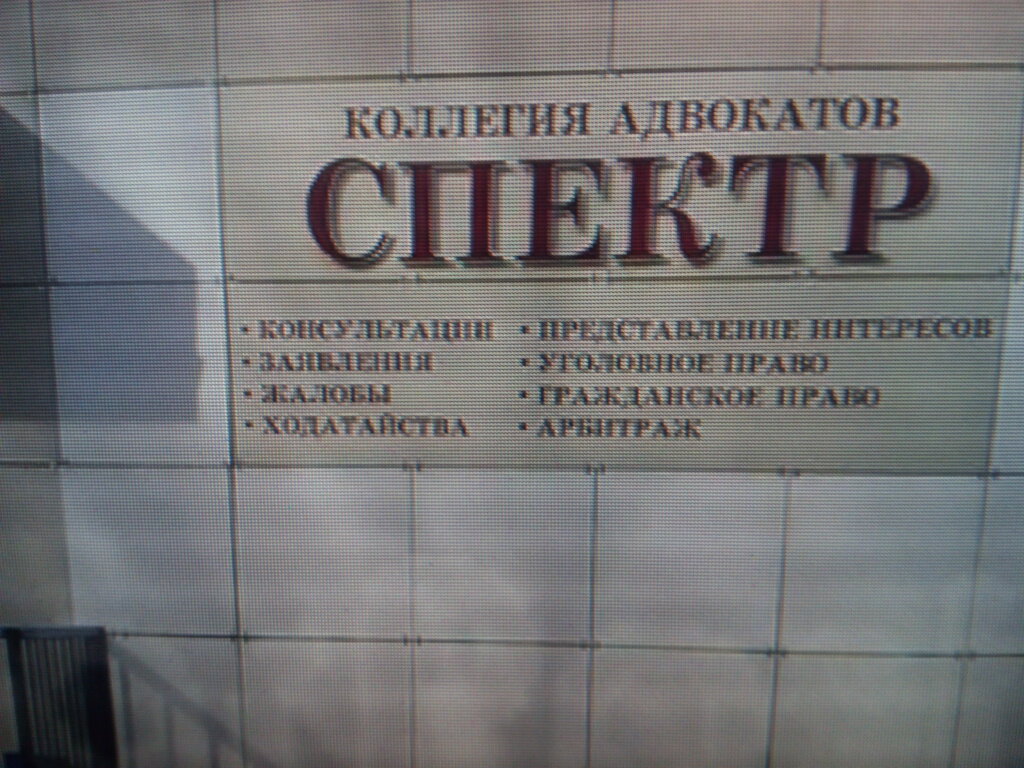 КОЛЛЕГИЯ АДВОКАТОВ
СПЕКТР
• КОНСУЛЬТАЦИИ
• ЗАЯВЛЕНИЯ
• ЖАЛОБЫ
• ХОДАТАЙСТВА
• ПРЕДСТАВЛЕНИЕ ИНТЕРЕСОВ
• УГОЛОВНОЕ ПРАВО
• ГРАЖДАНСКОЕ ПРАВО
• АРБИТРАЖ